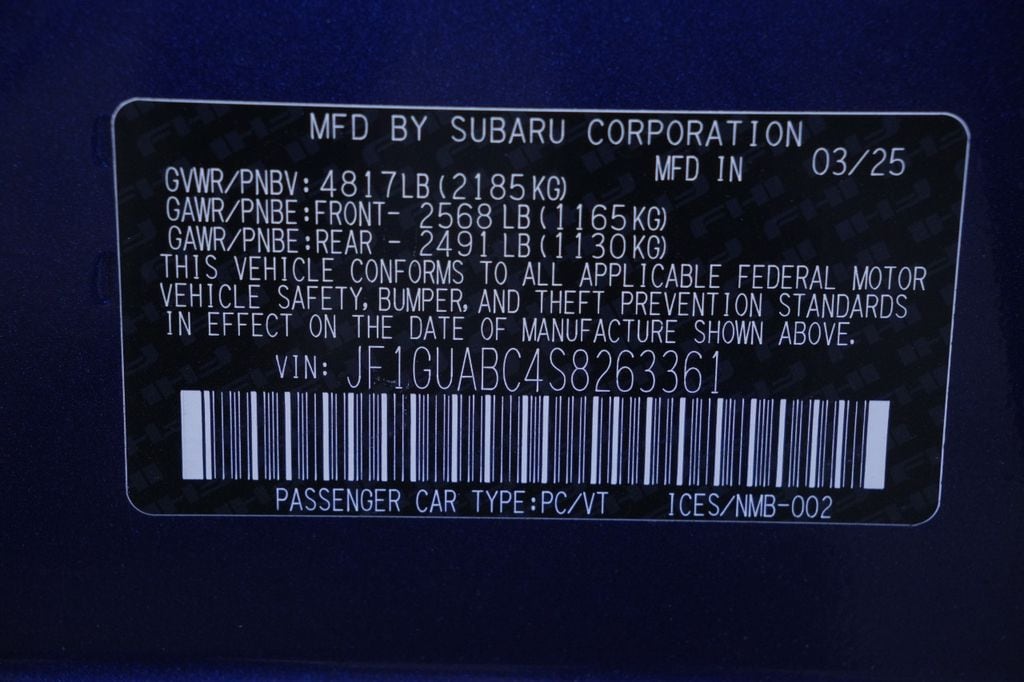 MFD BY SUBARU CORPORATION
MFD IN 03/25
GVWR/PNBV: 4817LB(2185KG)
GAWR/PNBE:FRONT- 2568 LB(1165KG)
GAWR/PNBE:REAR - 2491 LB(1130KG)
THIS VEHICLE CONFORMS TO ALL APPLICABLE FEDERAL MOTOR
VEHICLE SAFETY, BUMPER, AND THEFT PREVENTION STANDARDS
IN EFFECT ON THE DATE OF MANUFACTURE SHOWN ABOVE.
VIN: JF1GUABC4S8263361
PASSENGER CAR TYPE:PC/VT ICES/NMB-002